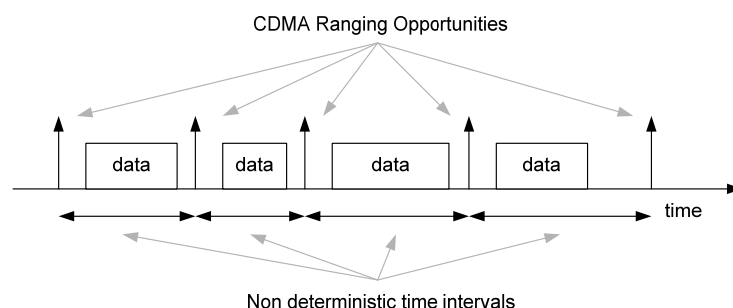 CDMA Ranging Opportunities
data data data data
time
Non deterministic time intervals